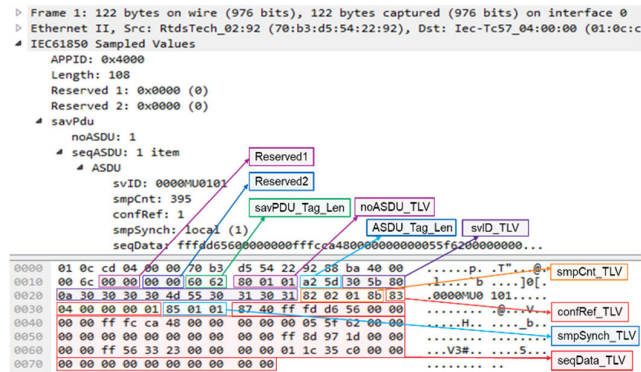 Frame 1: 122 bytes on wire (976 bits), 122 bytes captured (976 bits) on interface 0
Ethernet II, Src: RtdsTech_02:92 (70:b3:d5:54:22:92), Dst: Iec-Tc57_04:00:00 (01:0c:c
IEC61850 Sampled Values
APPID: 0x4000
Length: 108
Reserved 1: 0x0000 (0)
Reserved 2: 0x0000 (0)
savPdu
noASDU: 1
seqASDU: 1 item
Reserved1
ASDU
svID: 0000MU0101
Reserved2
smpCnt: 395
savPDU_Tag_Len
noASDU_TLV
confRef: 1
smpSynch: local (1)
ASDU_Tag_Len
svID_TLV
seqData: fffdd65600000000fffcca480000000000055f6200000000...
0000 01 0c cd 04 00 00 70 b3 d5 54 22 92 88 ba 40 00 ......p. .T"...@.
smpCnt_TLV
0010 00 6c 00 00 00 00 60 62 80 01 01 a2 5d 30 5b 80 .l....`b ....]0[.
0020 0a 30 30 30 30 4d 55 30 31 30 31 82 02 01 8b 83 .0000MU0 101.....
confRef_TLV
0030 04 00 00 00 01 85 01 01 87 40 ff fd d6 56 00 00 ........ .@...V..
smpSynch_TLV
0040 00 00 ff fc ca 48 00 00 00 00 00 05 5f 62 00 00 .....H.. ...._b..
0050 00 00 00 00 00 00 00 00 00 00 ff 8d 97 1d 00 00 ........ ........
0060 00 00 ff 56 33 23 00 00 00 00 01 1c 35 c0 00 00 ...V3#.. ....5...
seqData_TLV
0070 00 00 00 00 00 00 00 00 00 00 ........ ..